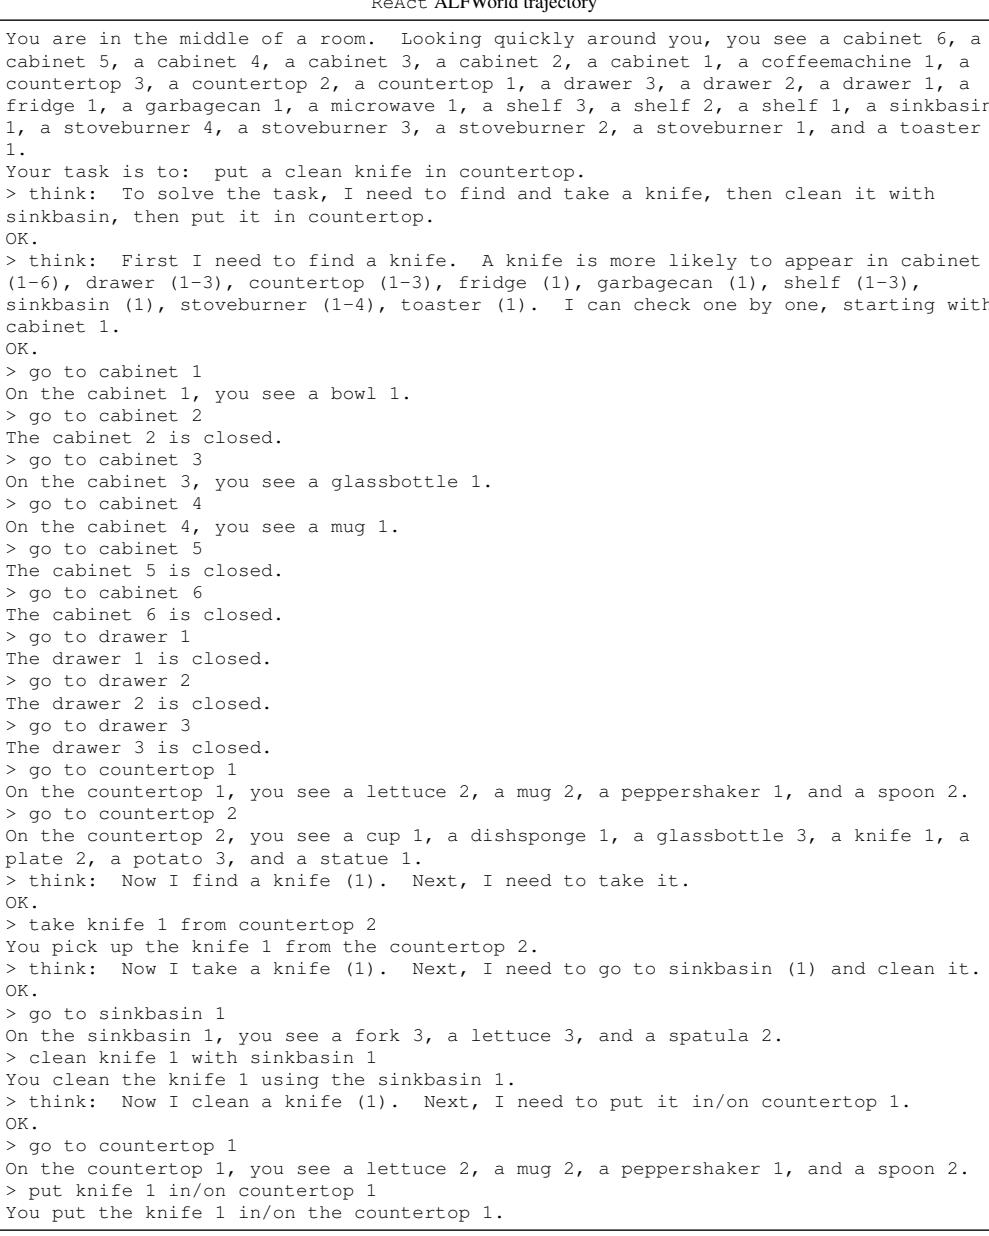 ReAct ALFWorld trajectory
You are in the middle of a room. Looking quickly around you, you see a cabinet 6, a
cabinet 5, a cabinet 4, a cabinet 3, a cabinet 2, a cabinet 1, a coffeemachine 1, a
countertop 3, a countertop 2, a countertop 1, a drawer 3, a drawer 2, a drawer 1, a
fridge 1, a garbagecan 1, a microwave 1, a shelf 3, a shelf 2, a shelf 1, a sinkbasin
1, a stoveburner 4, a stoveburner 3, a stoveburner 2, a stoveburner 1, and a toaster
1.
Your task is to: put a clean knife in countertop.
> think: To solve the task, I need to find and take a knife, then clean it with
sinkbasin, then put it in countertop.
OK.
> think: First I need to find a knife. A knife is more likely to appear in cabinet
(1-6), drawer (1-3), countertop (1-3), fridge (1), garbagecan (1), shelf (1-3),
sinkbasin (1), stoveburner (1-4), toaster (1). I can check one by one, starting with
cabinet 1.
OK.
> go to cabinet 1
On the cabinet 1, you see a bowl 1.
> go to cabinet 2
The cabinet 2 is closed.
> go to cabinet 3
On the cabinet 3, you see a glassbottle 1.
> go to cabinet 4
On the cabinet 4, you see a mug 1.
> go to cabinet 5
The cabinet 5 is closed.
> go to cabinet 6
The cabinet 6 is closed.
> go to drawer 1
The drawer 1 is closed.
> go to drawer 2
The drawer 2 is closed.
> go to drawer 3
The drawer 3 is closed.
> go to countertop 1
On the countertop 1, you see a lettuce 2, a mug 2, a peppershaker 1, and a spoon 2.
> go to countertop 2
On the countertop 2, you see a cup 1, a dishsponge 1, a glassbottle 3, a knife 1, a
plate 2, a potato 3, and a statue 1.
> think: Now I find a knife (1). Next, I need to take it.
OK.
> take knife 1 from countertop 2
You pick up the knife 1 from the countertop 2.
> think: Now I take a knife (1). Next, I need to go to sinkbasin (1) and clean it.
OK.
> go to sinkbasin 1
On the sinkbasin 1, you see a fork 3, a lettuce 3, and a spatula 2.
> clean knife 1 with sinkbasin 1
You clean the knife 1 using the sinkbasin 1.
> think: Now I clean a knife (1). Next, I need to put it in/on countertop 1.
OK.
> go to countertop 1
On the countertop 1, you see a lettuce 2, a mug 2, a peppershaker 1, and a spoon 2.
> put knife 1 in/on countertop 1
You put the knife 1 in/on the countertop 1.